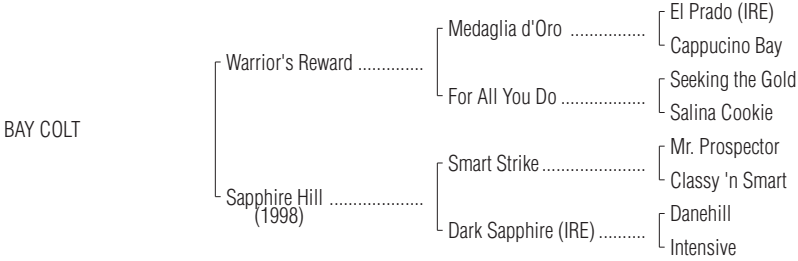 El Prado (IRE)
Medaglia d'Oro ................
Cappucino Bay
Warrior's Reward ..............
Seeking the Gold
For All You Do ..................
Salina Cookie
BAY COLT
Mr. Prospector
Smart Strike ......................
Classy 'n Smart
Sapphire Hill ....................
(1998)
Danehill
Dark Sapphire (IRE) ..........
Intensive